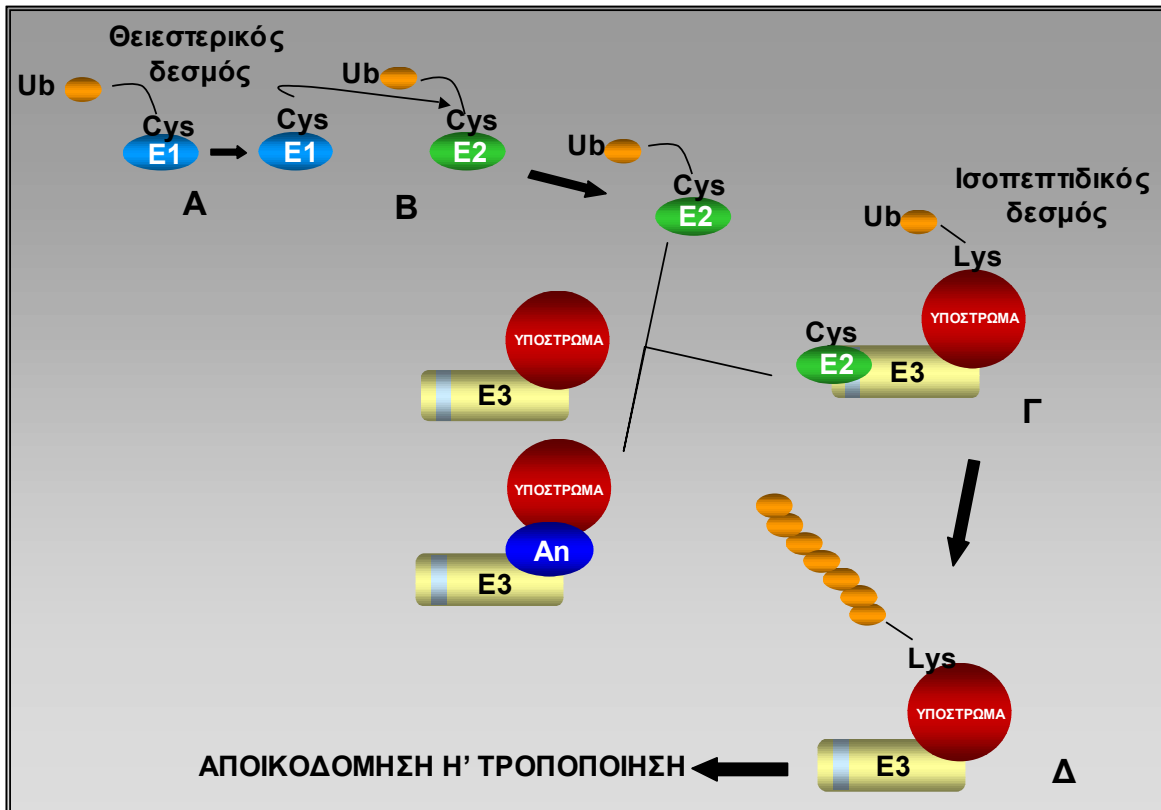 Θειεστερικός
δεσμός
Ub
Ub
Cys
E1
Cys
E1
Cys
E2
A
B
Ub
Cys
E2
Ισοπεπτιδικός
δεσμός
Ub
Lys
ΥΠΟΣΤΡΩΜΑ
Cys
E2
E3
Γ
ΥΠΟΣΤΡΩΜΑ
E3
ΥΠΟΣΤΡΩΜΑ
An
E3
Lys
ΥΠΟΣΤΡΩΜΑ
E3
Δ
ΑΠΟΙΚΟΔΟΜΗΣΗ Η’ ΤΡΟΠΟΠΟΙΗΣΗ